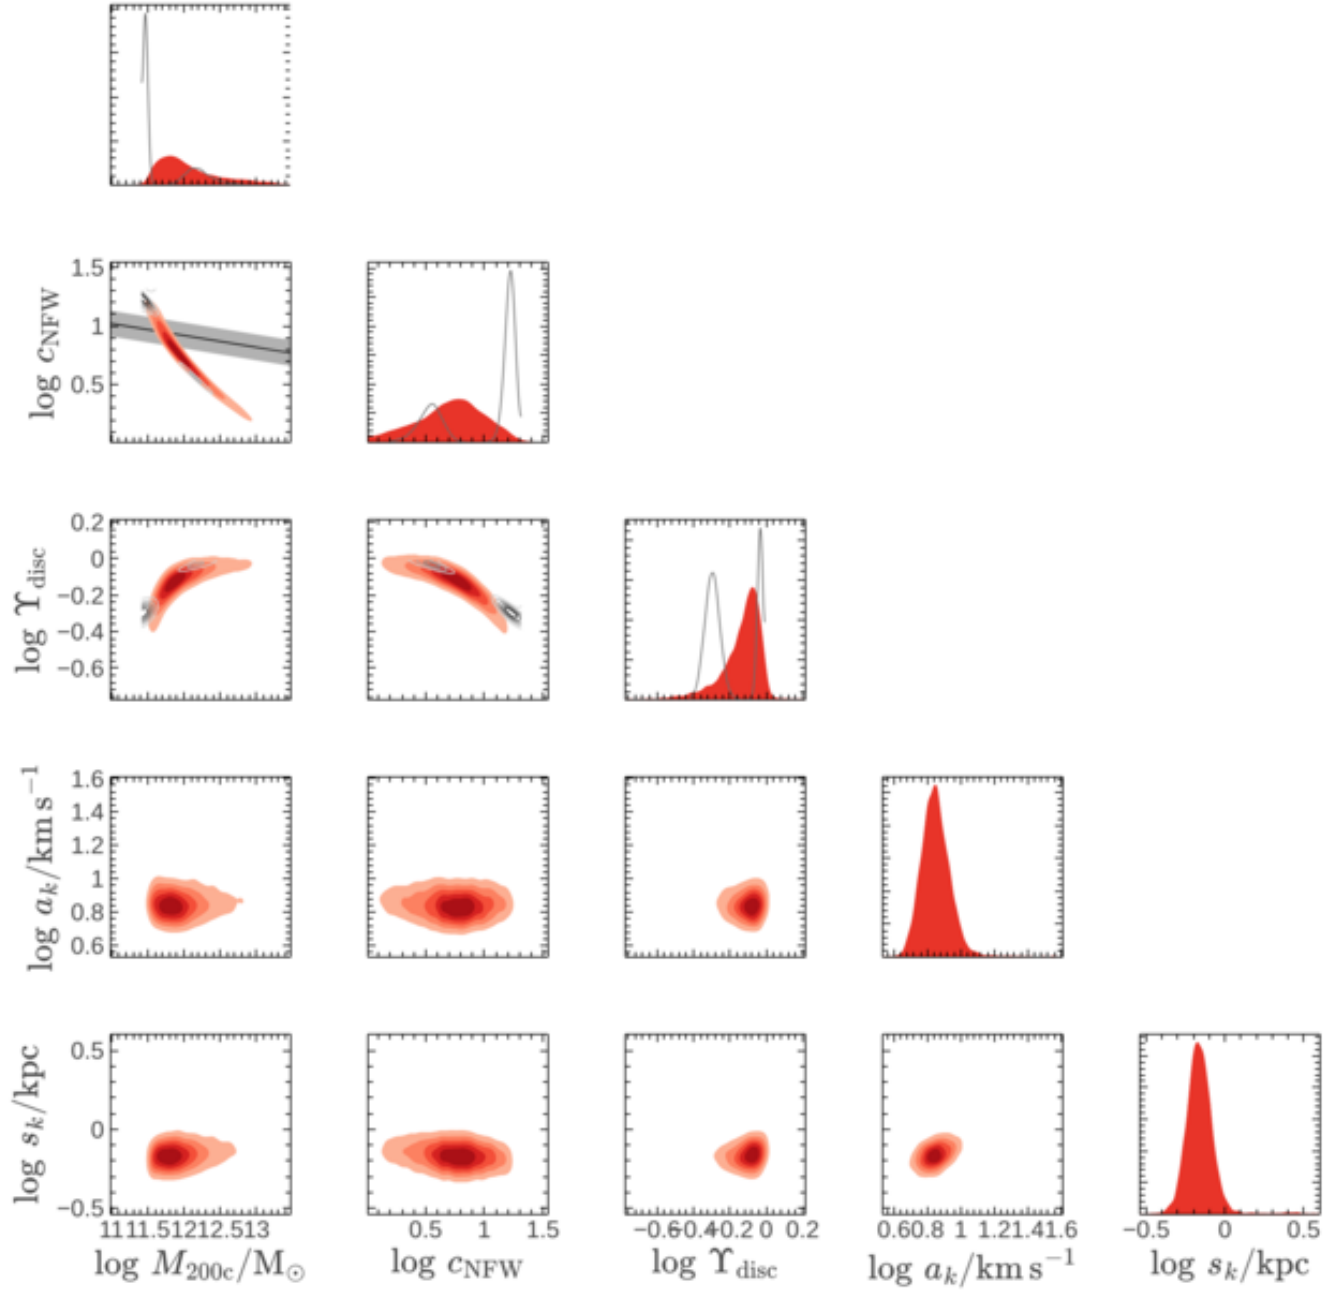 1.5
1
0.5
log c_NFW
0.2
0
−0.2
−0.4
−0.6
log ϒ_disc
1.6
1.4
1.2
1
0.8
0.6
log a_k/km s⁻¹
0.5
0
−0.5
log s_k/kpc
11 11.5 12 12.5 13
0.5 1 1.5
−0.6 −0.4 −0.2 0 0.2
0.6 0.8 1 1.2 1.4 1.6
−0.5 0 0.5
log M_200c/M_⊙
log c_NFW
log ϒ_disc
log a_k/km s⁻¹
log s_k/kpc